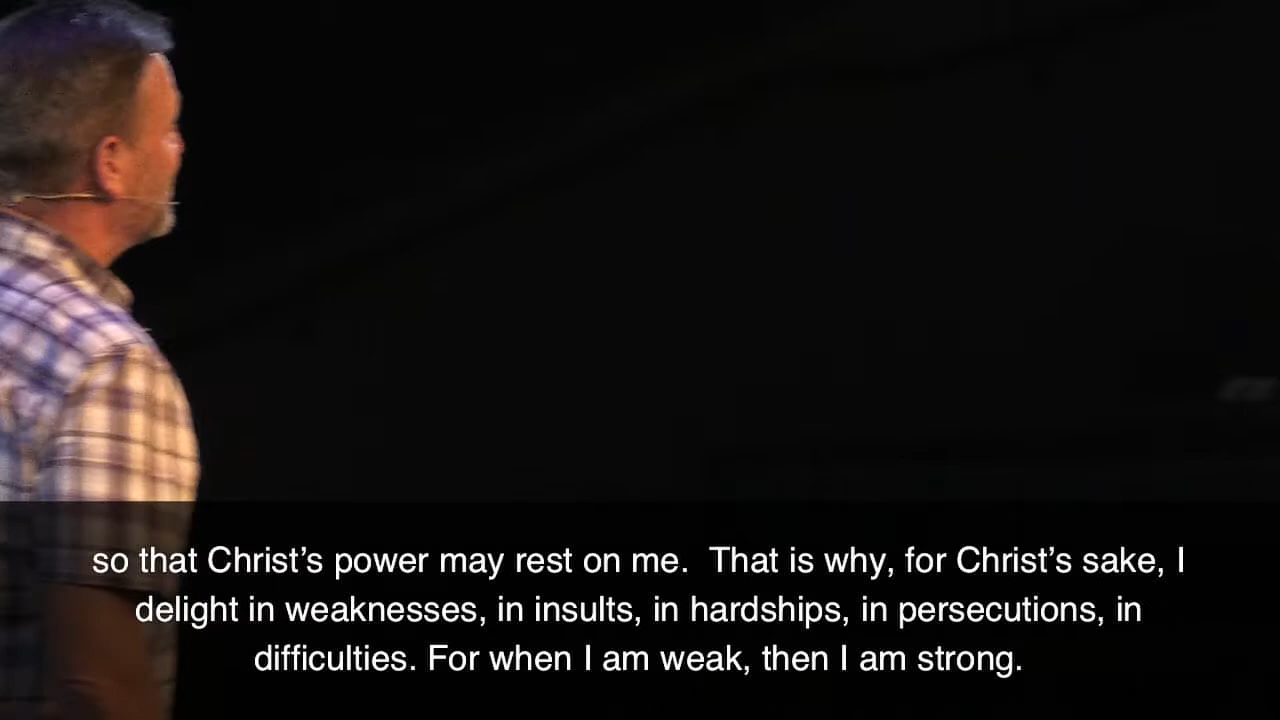 so that Christ’s power may rest on me.  That is why, for Christ’s sake, I
delight in weaknesses, in insults, in hardships, in persecutions, in
difficulties. For when I am weak, then I am strong.